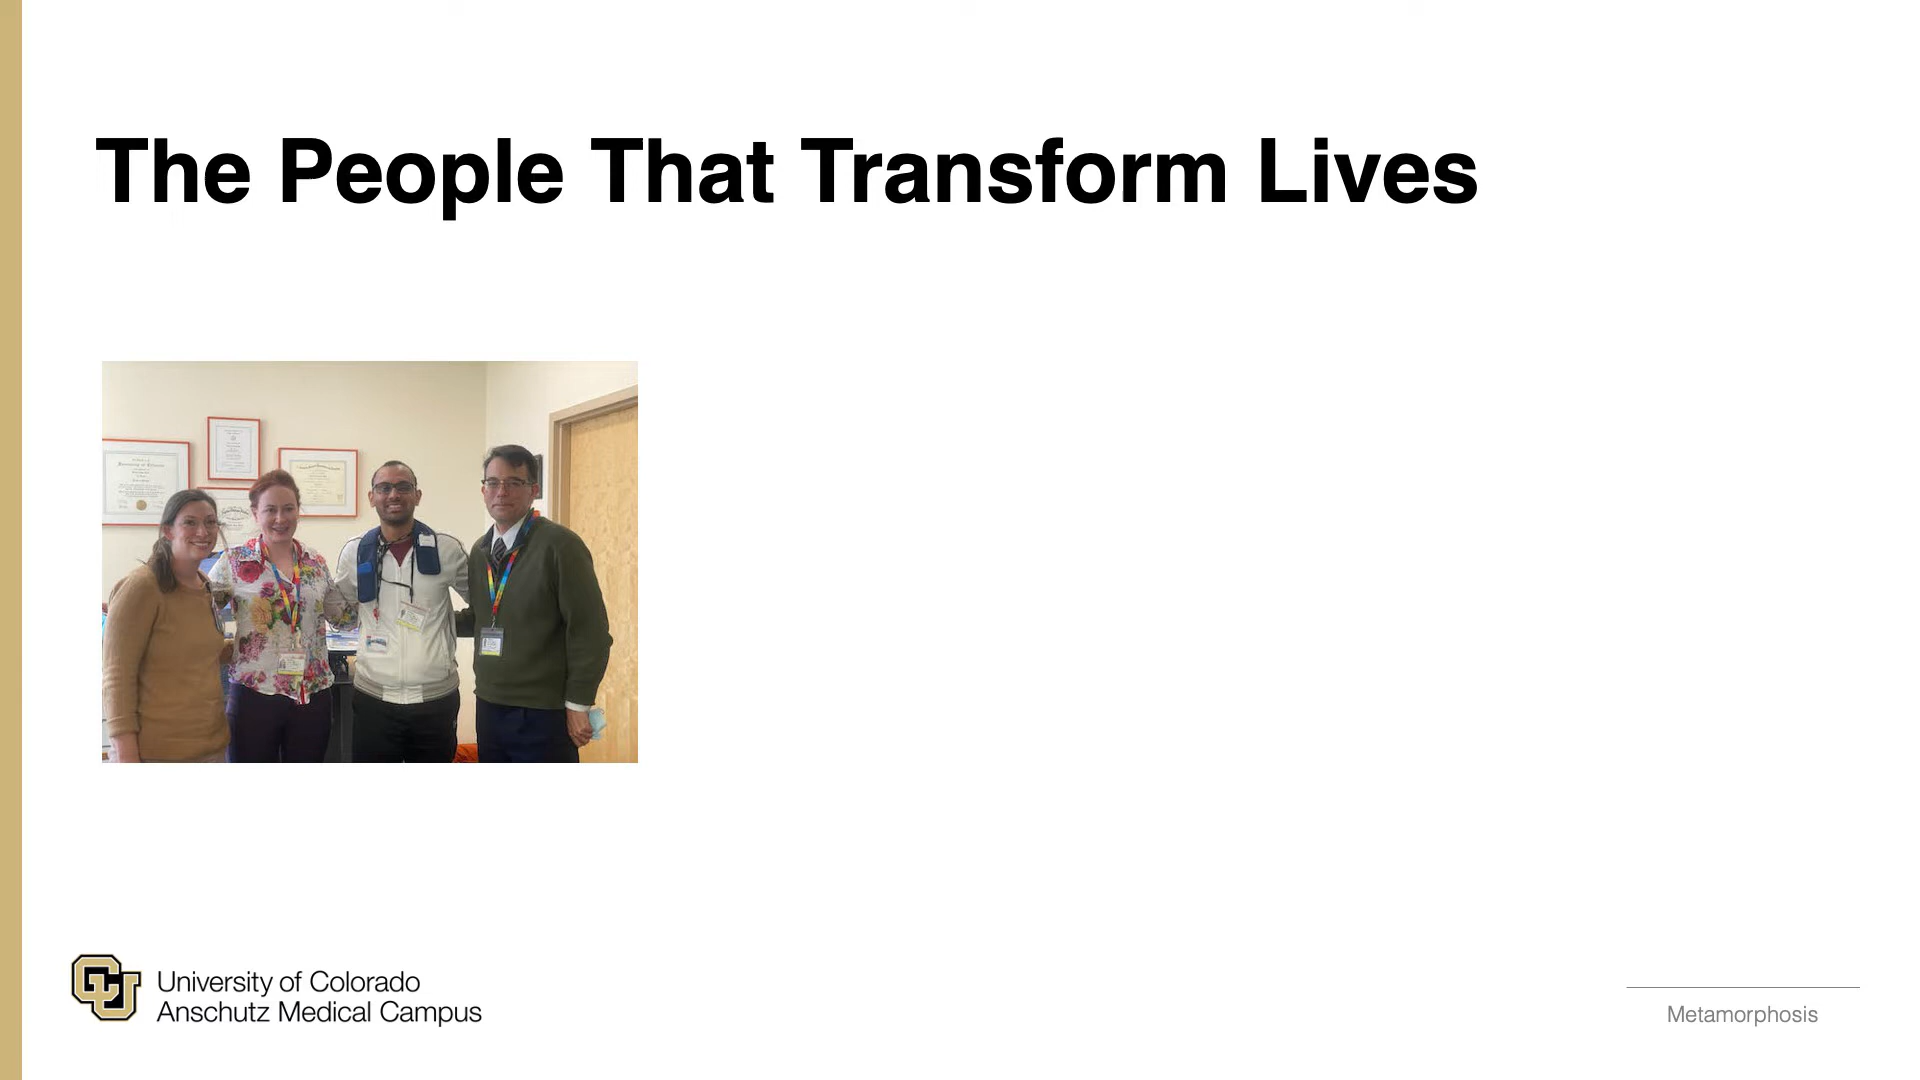 The People That Transform Lives
University of Colorado
Anschutz Medical Campus
Metamorphosis